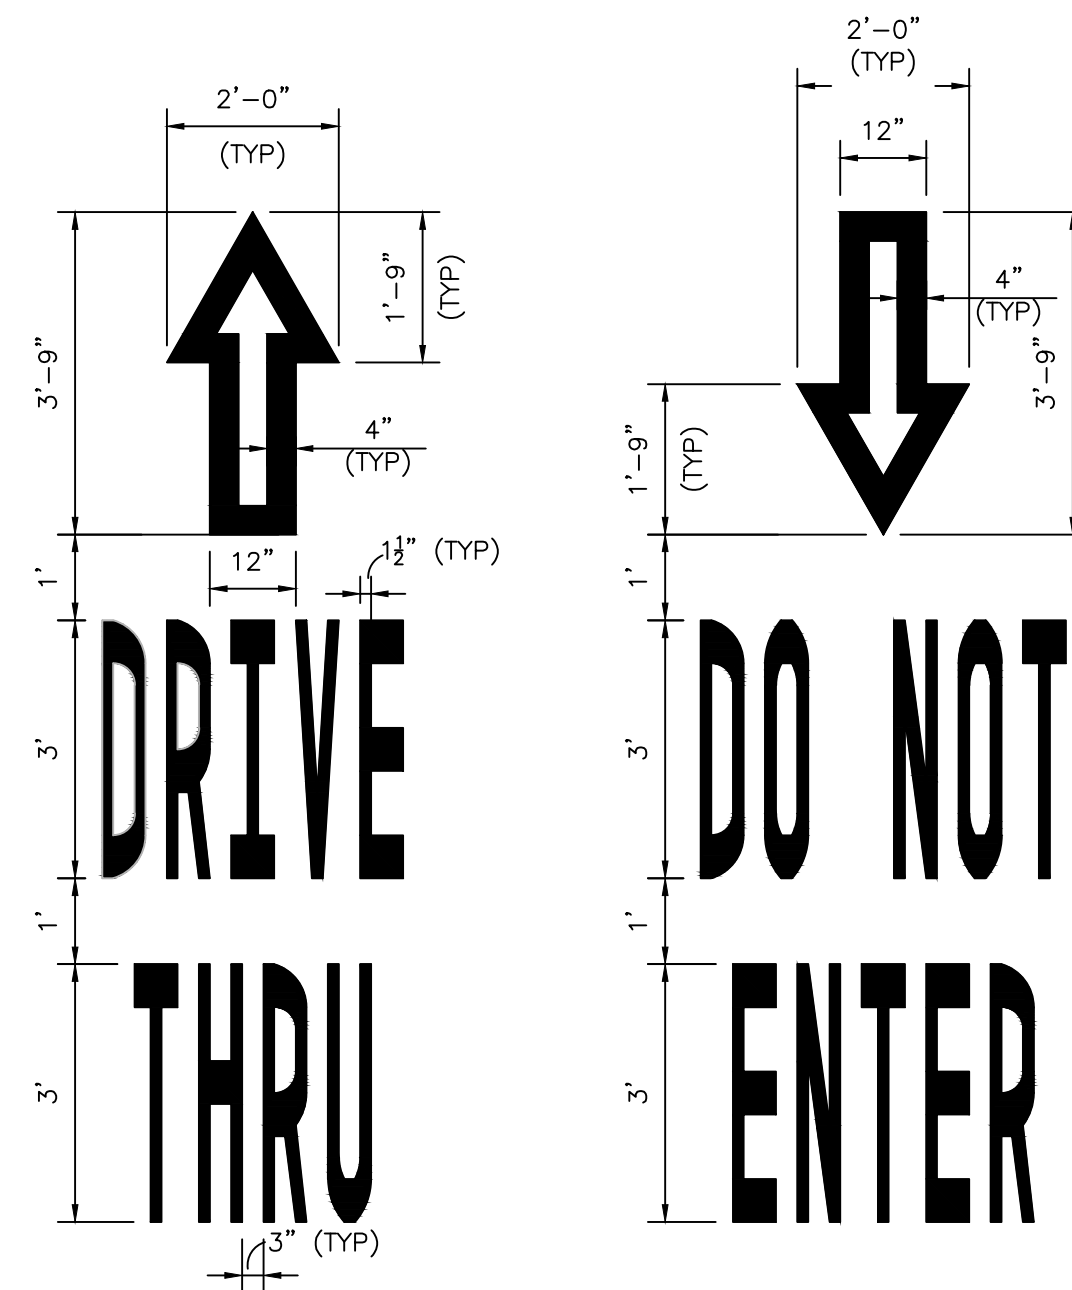 2'-0"
(TYP)
3'-9"
1'-9"
(TYP)
4"
(TYP)
12"
1½" (TYP)
1'
3'
DRIVE
1'
3'
THRU
3" (TYP)
2'-0"
(TYP)
12"
4"
(TYP)
3'-9"
1'-9"
(TYP)
1'
3'
DO NOT
1'
3'
ENTER